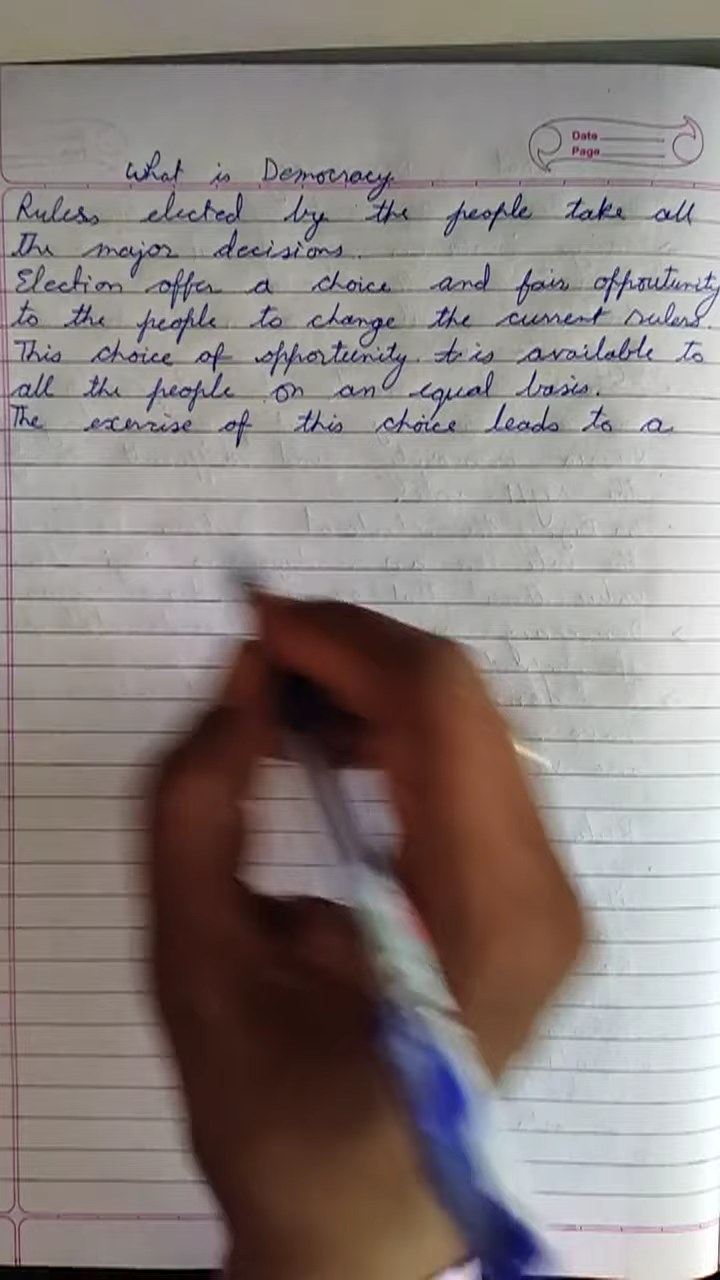 Date
Page
What is Democracy
Rulers elected by the people take all
the major decisions.
Election offer a choice and fair oppoutunity
to the people to change the current rulers.
This choice of opportunity is available to
all the people on an equal basis.
The exercise of this choice leads to a